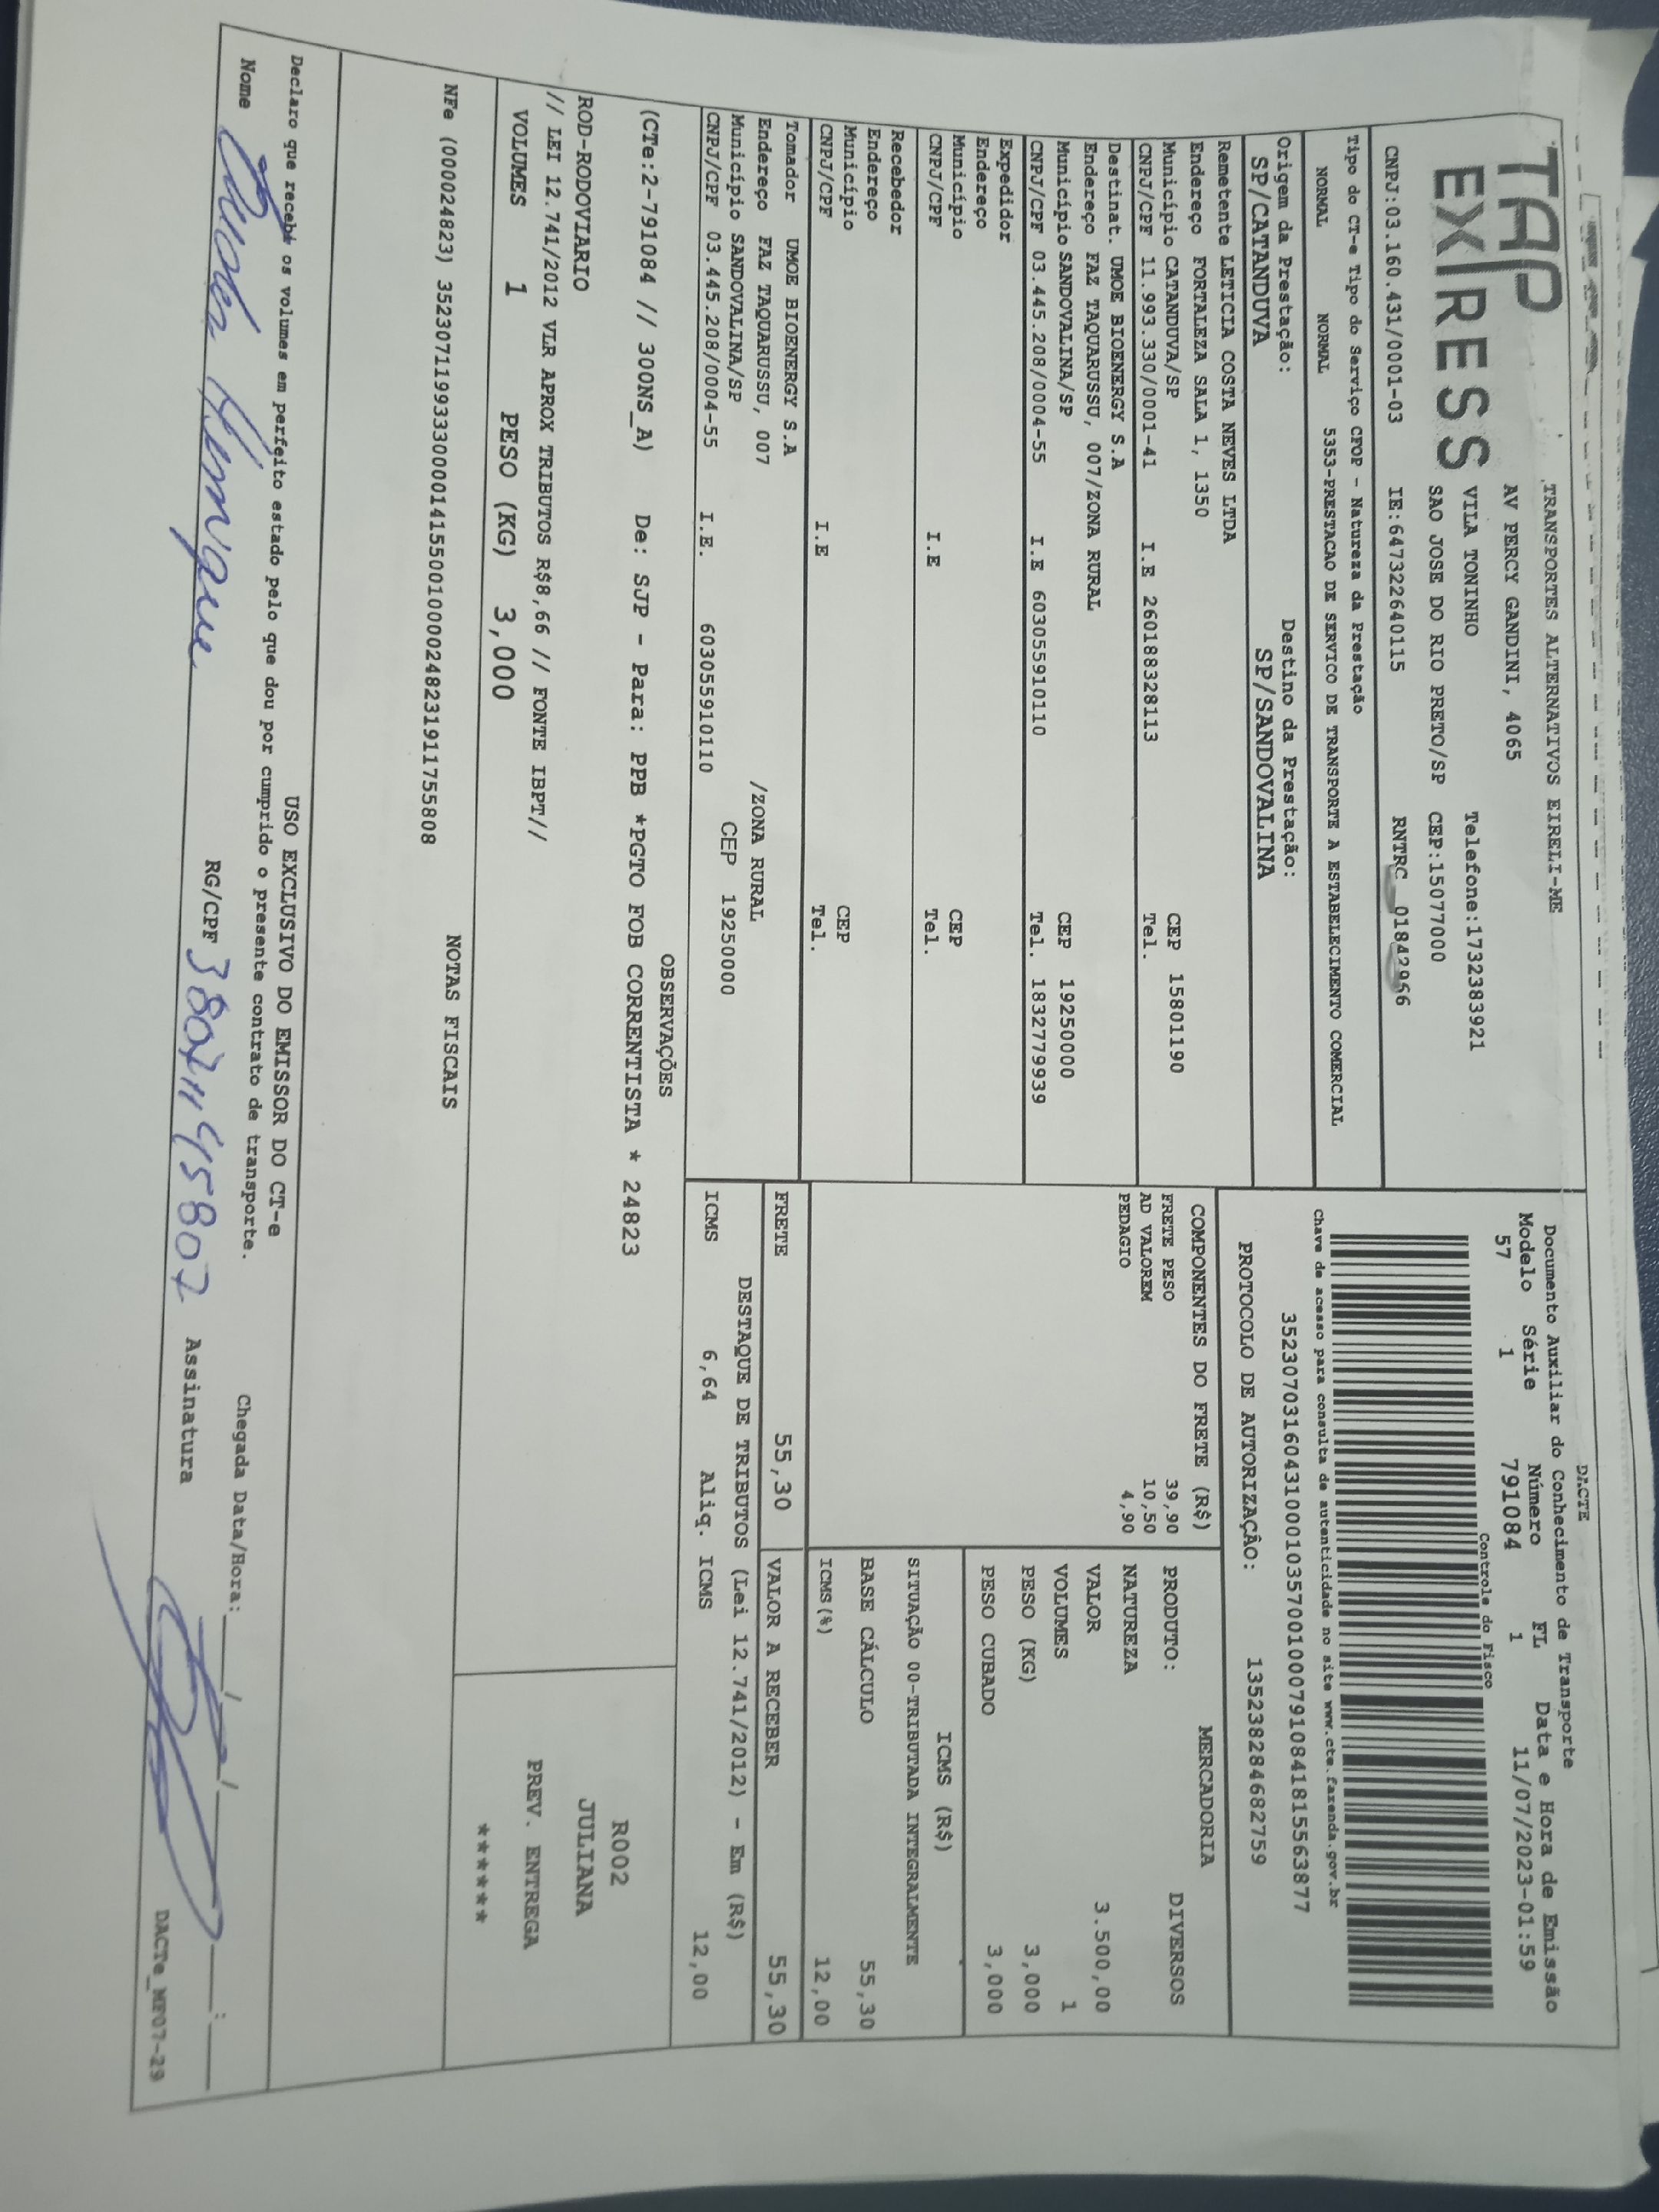 TAP
EXPRESS
TRANSPORTES ALTERNATIVOS EIRELI-ME
AV PERCY GANDINI, 4065
VILA TONINHO Telefone:1732383921
SAO JOSE DO RIO PRETO/SP CEP:15077000
CNPJ:03.160.431/0001-03 IE:647322640115 RNTRC 01842966
Tipo do CT-e Tipo do Serviço CFOP - Natureza da Prestação
NORMAL NORMAL 5353-PRESTACAO DE SERVICO DE TRANSPORTE A ESTABELECIMENTO COMERCIAL
Origem da Prestação: Destino da Prestação:
SP/CATANDUVA SP/SANDOVALINA
Remetente LETICIA COSTA NEVES LTDA
Endereço FORTALEZA SALA 1, 1350
Município CATANDUVA/SP CEP 15801190
CNPJ/CPF 11.993.330/0001-41 I.E 260188328113 Tel.
Destinat. UMOE BIOENERGY S.A
Endereço FAZ TAQUARUSSU, 007/ZONA RURAL
Município SANDOVALINA/SP CEP 19250000
CNPJ/CPF 03.445.208/0004-55 I.E 603055910110 Tel. 1832779939
Expedidor
Endereço
Município CEP
CNPJ/CPF I.E Tel.
Recebedor
Endereço
Município CEP
CNPJ/CPF I.E Tel.
Tomador UMOE BIOENERGY S.A
Endereço FAZ TAQUARUSSU, 007 /ZONA RURAL
Município SANDOVALINA/SP CEP 19250000
CNPJ/CPF 03.445.208/0004-55 I.E. 603055910110
DACTE
Documento Auxiliar do Conhecimento de Transporte
Modelo Série Número FL Data e Hora de Emissão
57 1 791084 1 11/07/2023-01:59
Controle do Fisco
Chave de acesso para consulta de autenticidade no site www.cte.fazenda.gov.br
35230703160431000103570010007910841815563877
PROTOCOLO DE AUTORIZAÇÃO: 135238284682759
COMPONENTES DO FRETE (R$)
FRETE PESO 39,90
AD VALOREM 10,50
PEDAGIO 4,90
MERCADORIA
PRODUTO: DIVERSOS
NATUREZA
VALOR 3.500,00
VOLUMES 1
PESO (KG) 3,000
PESO CUBADO 3,000
ICMS (R$)
SITUAÇÃO 00-TRIBUTADA INTEGRALMENTE
BASE CÁLCULO 55,30
ICMS(%) 12,00
FRETE 55,30 VALOR A RECEBER 55,30
DESTAQUE DE TRIBUTOS (Lei 12.741/2012) - Em (R$)
ICMS 6,64 Aliq. ICMS 12,00
OBSERVAÇÕES
(CTe:2-791084 // 300NS_A) De: SJP - Para: PPB *PGTO FOB CORRENTISTA * 24823
ROD-RODOVIARIO
// LEI 12.741/2012 VLR APROX TRIBUTOS R$8,66 // FONTE IBPT//
VOLUMES 1 PESO (KG) 3,000
R002
JULIANA
PREV. ENTREGA
******
NOTAS FISCAIS
NFe (000024823) 35230711993330000141550010000248231911755808
USO EXCLUSIVO DO EMISSOR DO CT-e
Declaro que recebi os volumes em perfeito estado pelo que dou por cumprido o presente contrato de transporte.
Chegada Data/Hora: / / :
Nome Henrique RG/CPF Assinatura
DACTe_MF07-29